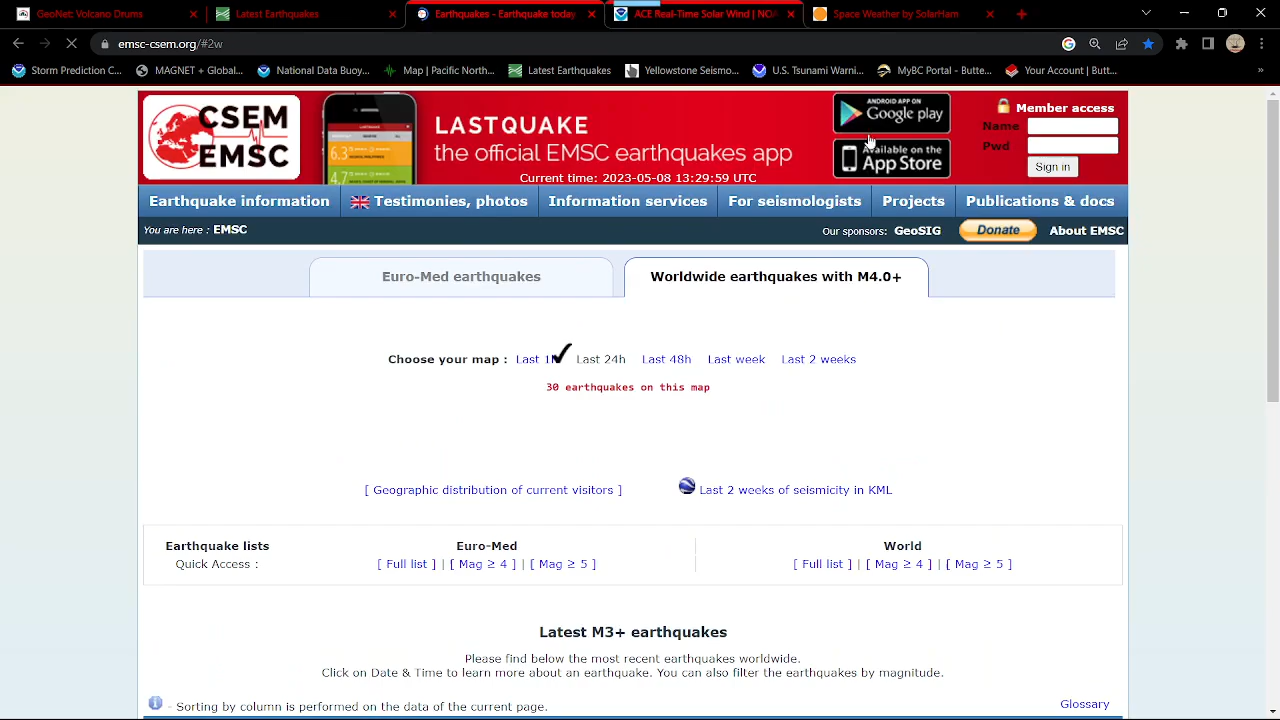 GeoNet: Volcano Drums
Latest Earthquakes
Earthquakes - Earthquake today
ACE Real-Time Solar Wind | NO
Space Weather by SolarHam
emsc-csem.org/#2w
Storm Prediction C...
MAGNET + Global...
National Data Buoy...
Map | Pacific North...
Latest Earthquakes
Yellowstone Seismo...
U.S. Tsunami Warni...
MyBC Portal - Butte...
Your Account | Butt...
»
CSEM
EMSC
LASTQUAKE
the official EMSC earthquakes app
Current time: 2023-05-08 13:29:59 UTC
6.3
4.7
ANDROID APP ON
Google play
Available on the
App Store
Member access
Name
Pwd
Sign in
Earthquake information
Testimonies, photos
Information services
For seismologists
Projects
Publications & docs
You are here : EMSC
Our sponsors: GeoSIG
Donate
About EMSC
Euro-Med earthquakes
Worldwide earthquakes with M4.0+
Choose your map : Last 1h Last 24h Last 48h Last week Last 2 weeks
30 earthquakes on this map
[ Geographic distribution of current visitors ]
Last 2 weeks of seismicity in KML
Earthquake lists
Euro-Med
World
Quick Access :
[ Full list ] | [ Mag ≥ 4 ] | [ Mag ≥ 5 ]
[ Full list ] | [ Mag ≥ 4 ] | [ Mag ≥ 5 ]
Latest M3+ earthquakes
Please find below the most recent earthquakes worldwide.
Click on Date & Time to learn more about an earthquake. You can also filter the earthquakes by magnitude.
- Sorting by column is performed on the data of the current page.
Glossary